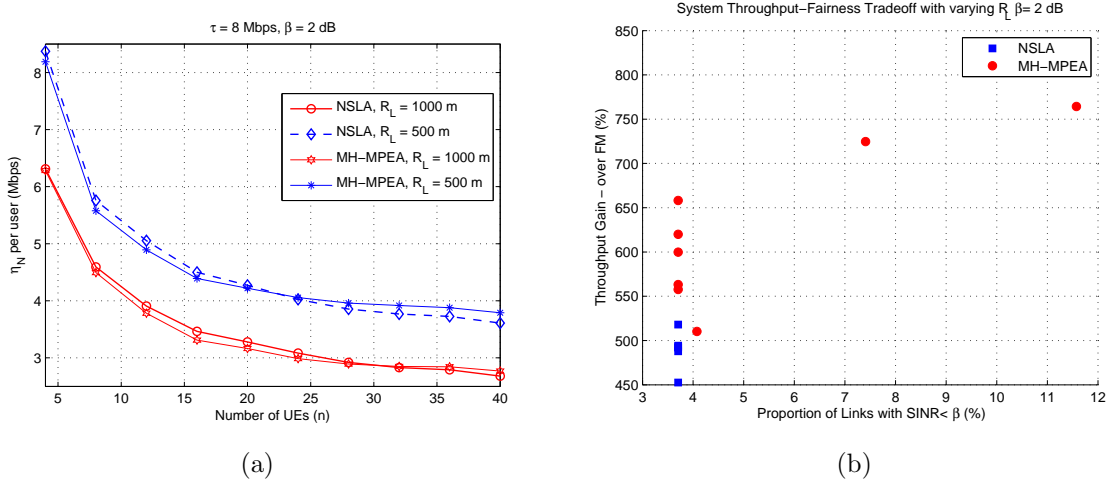 τ = 8 Mbps, β = 2 dB
η_N per user (Mbps)
8
7
6
5
4
3
5
10
15
20
25
30
35
40
Number of UEs (n)
NSLA, R_L = 1000 m
NSLA, R_L = 500 m
MH−MPEA, R_L = 1000 m
MH−MPEA, R_L = 500 m
(a)
System Throughput−Fairness Tradeoff with varying R_L β= 2 dB
Throughput Gain − over FM (%)
850
800
750
700
650
600
550
500
450
3
4
5
6
7
8
9
10
11
12
Proportion of Links with SINR< β (%)
NSLA
MH−MPEA
(b)